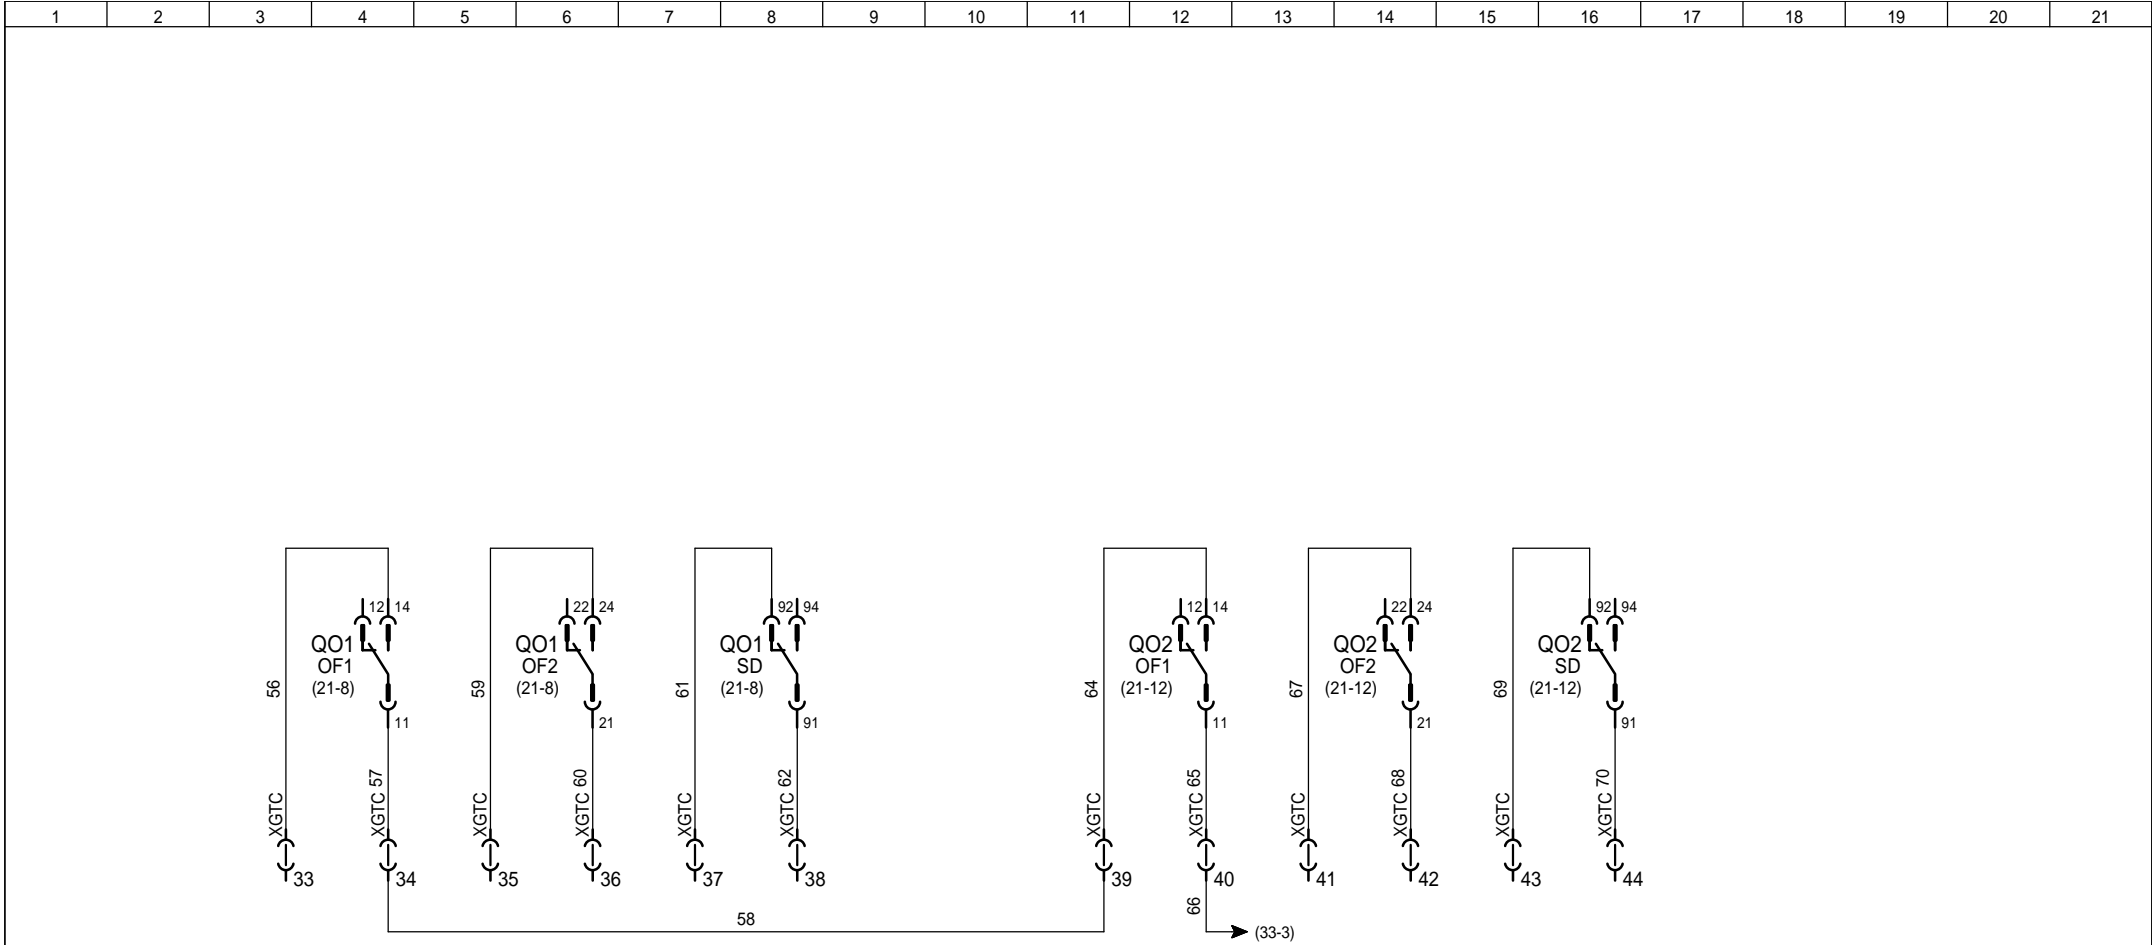 1 2 3 4 5 6 7 8 9 10 11 12 13 14 15 16 17 18 19 20 21
12 14 22 24 92 94 12 14 22 24 92 94
QO1 QO1 QO1 QO2 QO2 QO2
OF1 OF2 SD OF1 OF2 SD
(21-8) (21-8) (21-8) (21-12) (21-12) (21-12)
56 59 61 64 67 69
11 21 91 11 21 91
XGTC XGTC 57 XGTC XGTC 60 XGTC XGTC 62 XGTC XGTC 65 XGTC XGTC 68 XGTC XGTC 70
33 34 35 36 37 38 39 40 41 42 43 44
58 66
(33-3)